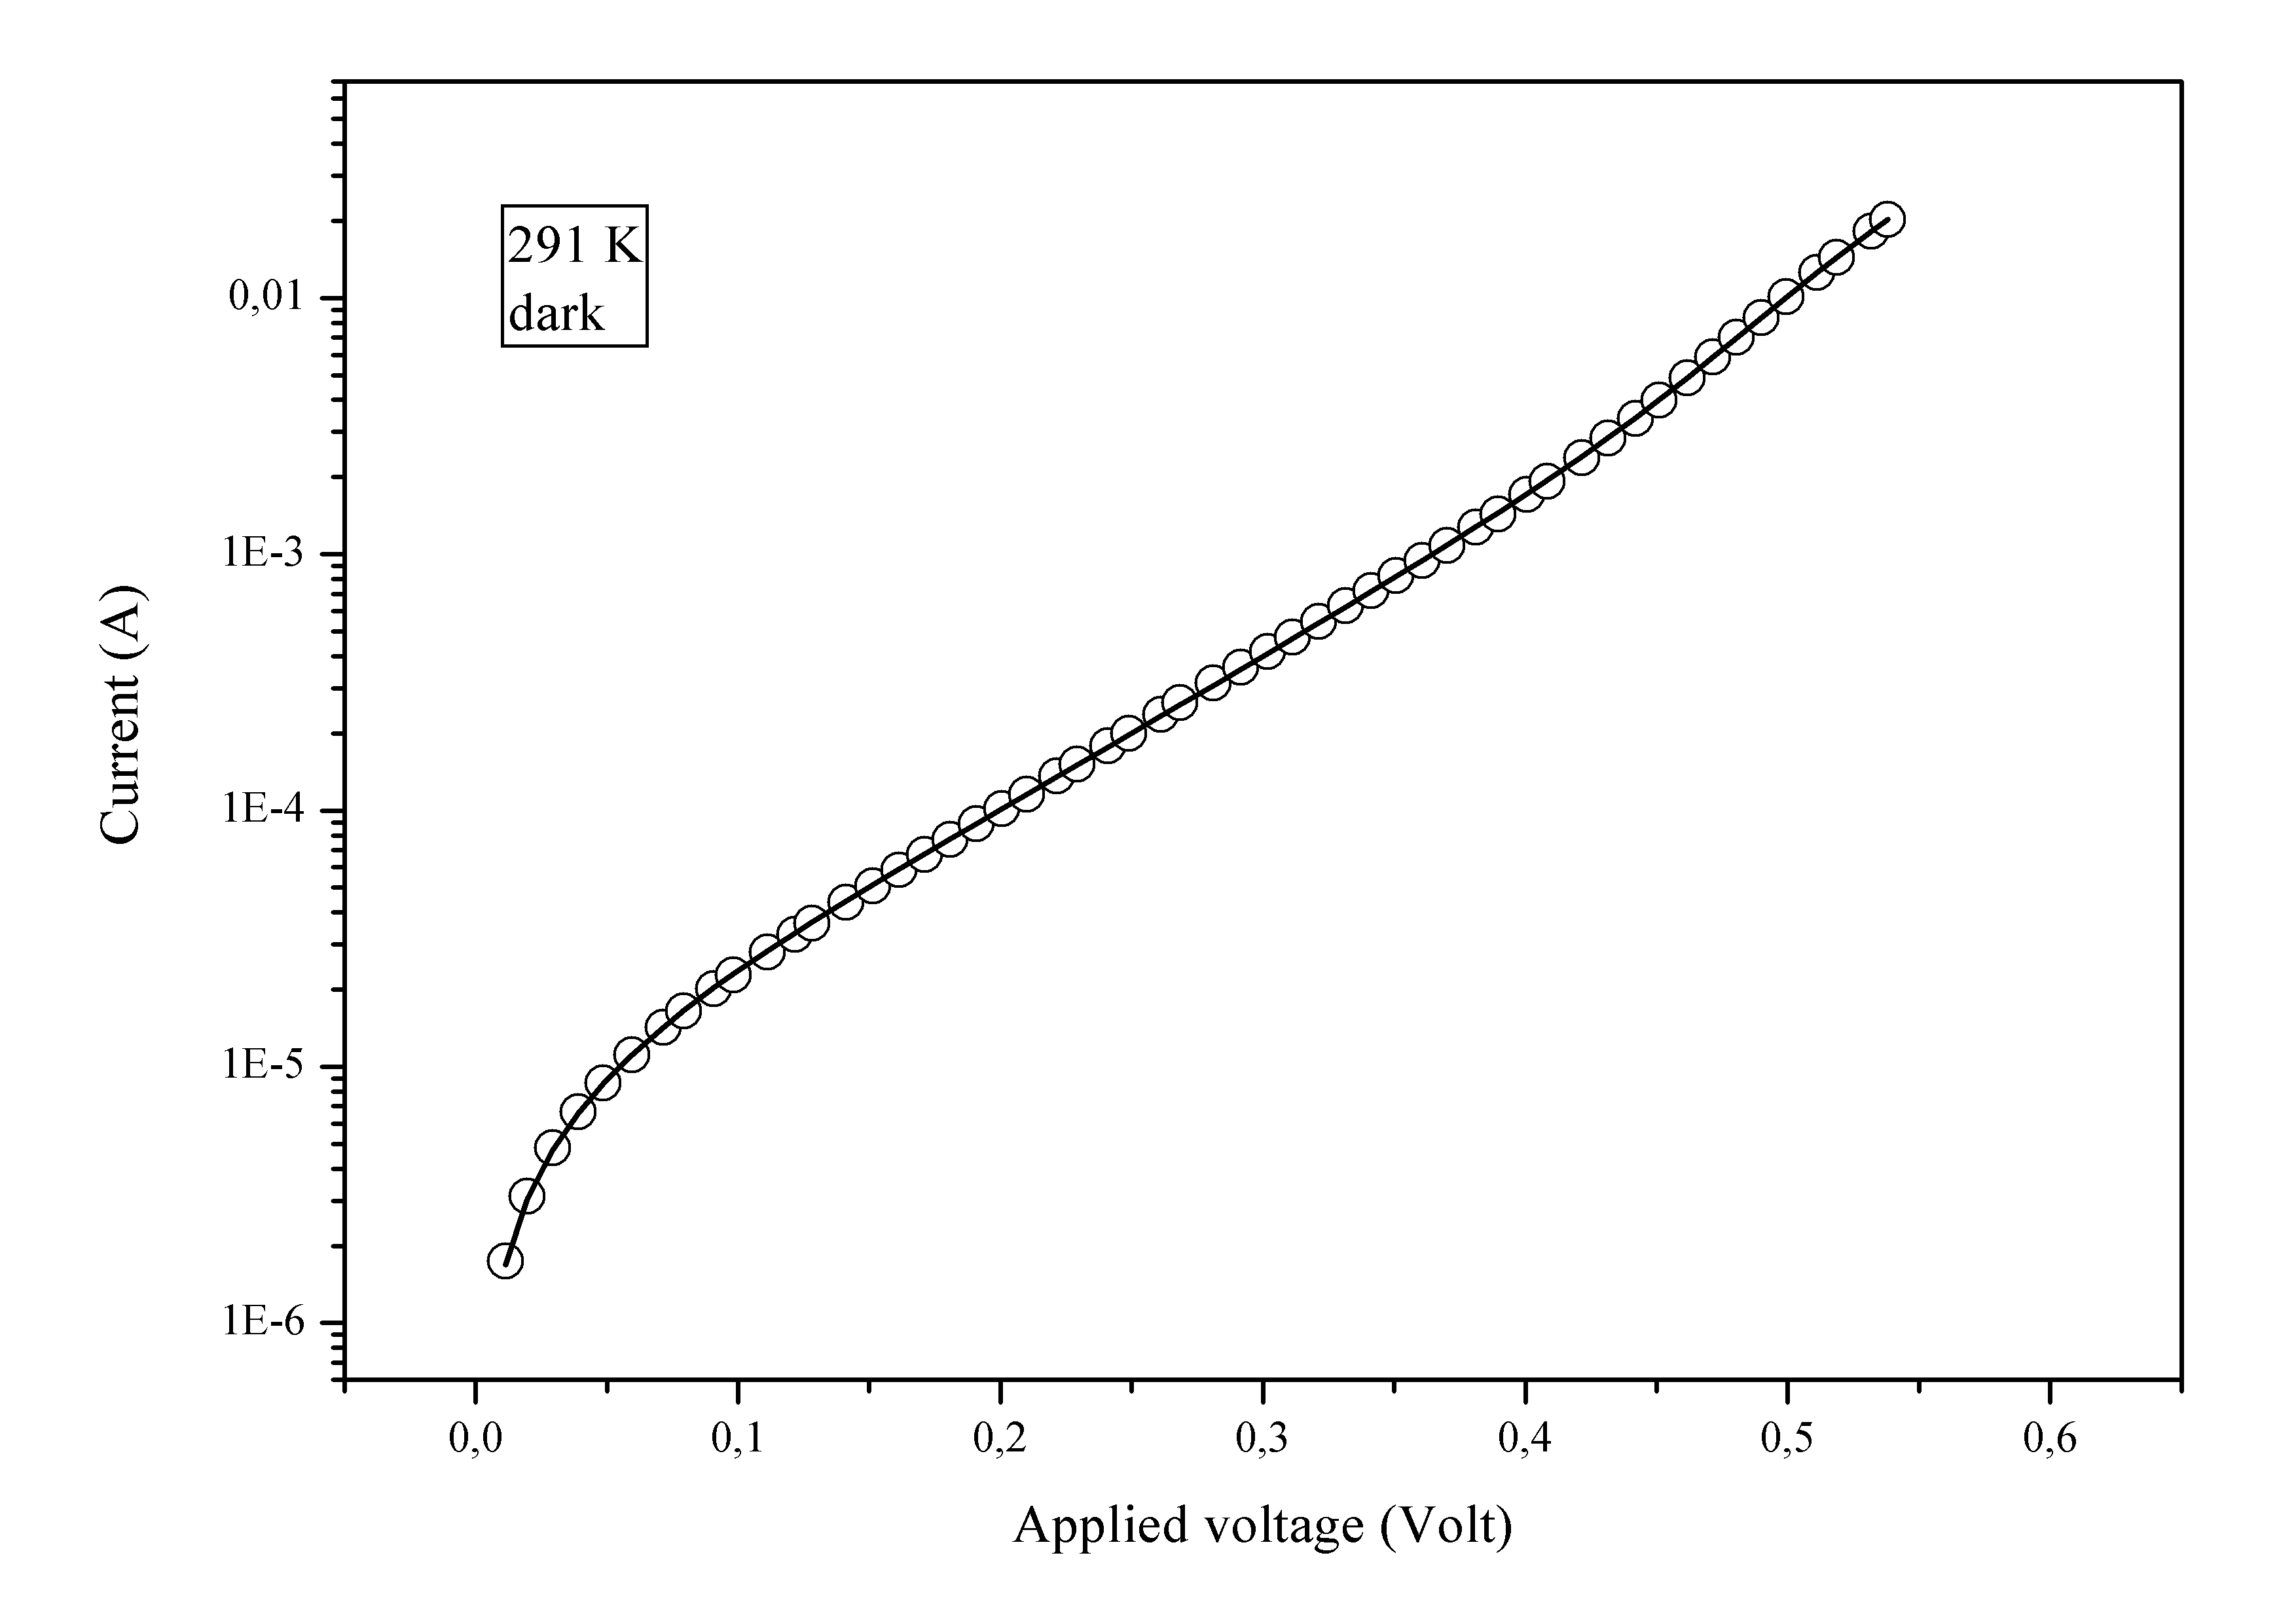 291 K
dark
0,01
1E-3
1E-4
1E-5
1E-6
Current (A)
0,0 0,1 0,2 0,3 0,4 0,5 0,6
Applied voltage (Volt)